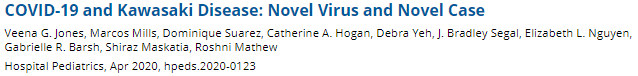 COVID-19 and Kawasaki Disease: Novel Virus and Novel Case
Veena G. Jones, Marcos Mills, Dominique Suarez, Catherine A. Hogan, Debra Yeh, J. Bradley Segal, Elizabeth L. Nguyen,
Gabrielle R. Barsh, Shiraz Maskatia, Roshni Mathew
Hospital Pediatrics, Apr 2020, hpeds.2020-0123